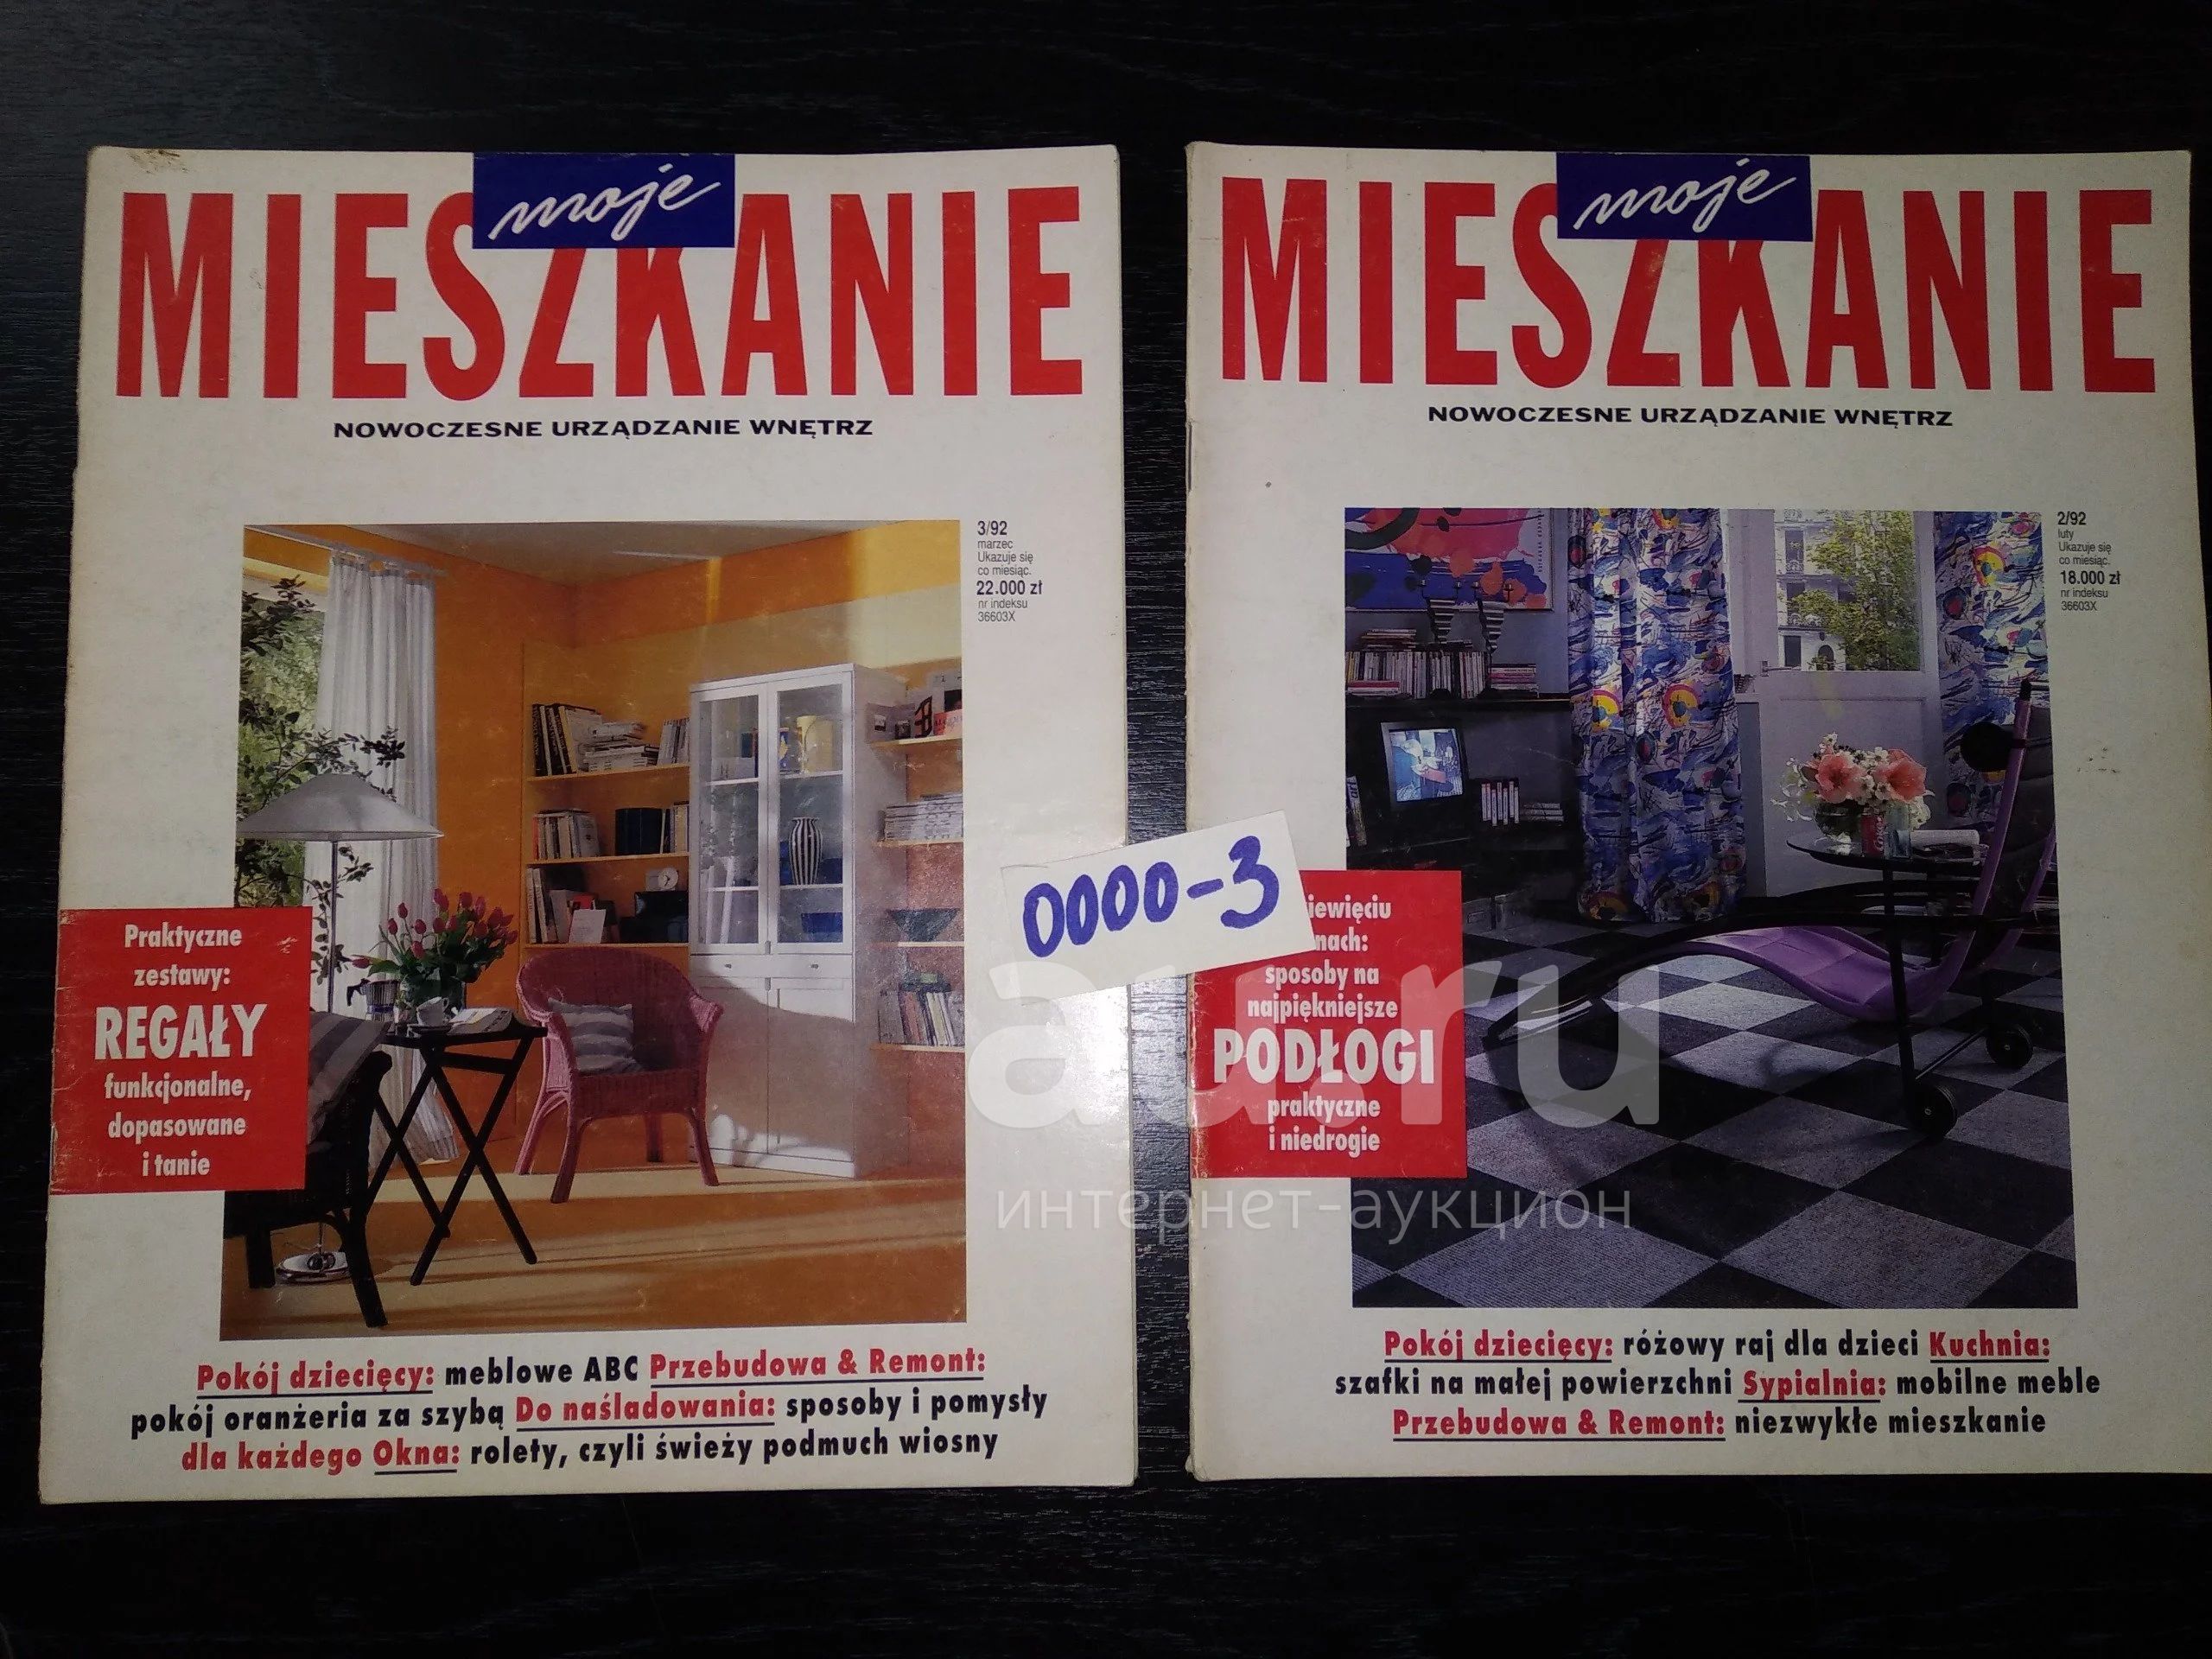 moje
MIESZKANIE
NOWOCZESNE URZĄDZANIE WNĘTRZ
3/92
marzec
Ukazuje się
co miesiąc.
22.000 zł
nr indeksu
36603X
Praktyczne
zestawy:
REGAŁY
funkcjonalne,
dopasowane
i tanie
Pokój dziecięcy: meblowe ABC Przebudowa & Remont:
pokój oranżeria za szybą Do naśladowania: sposoby i pomysły
dla każdego Okna: rolety, czyli świeży podmuch wiosny
0000-3
moje
MIESZKANIE
NOWOCZESNE URZĄDZANIE WNĘTRZ
2/92
luty
Ukazuje się
co miesiąc.
18.000 zł
nr indeksu
36603X
iewięciu
nach:
sposoby na
najpiękniejsze
PODŁOGI
praktyczne
i niedrogie
Pokój dziecięcy: różowy raj dla dzieci Kuchnia:
szafki na małej powierzchni Sypialnia: mobilne meble
Przebudowa & Remont: niezwykłe mieszkanie
au.ru
интернет-аукцион